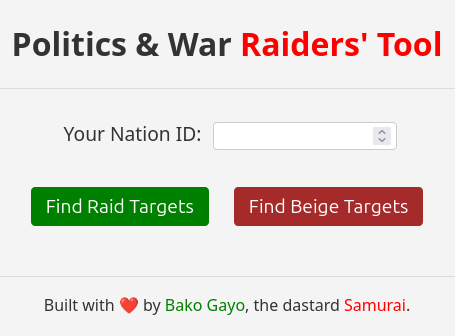 Politics & War Raiders' Tool
Your Nation ID:
Find Raid Targets
Find Beige Targets
Built with ❤️ by Bako Gayo, the dastard Samurai.